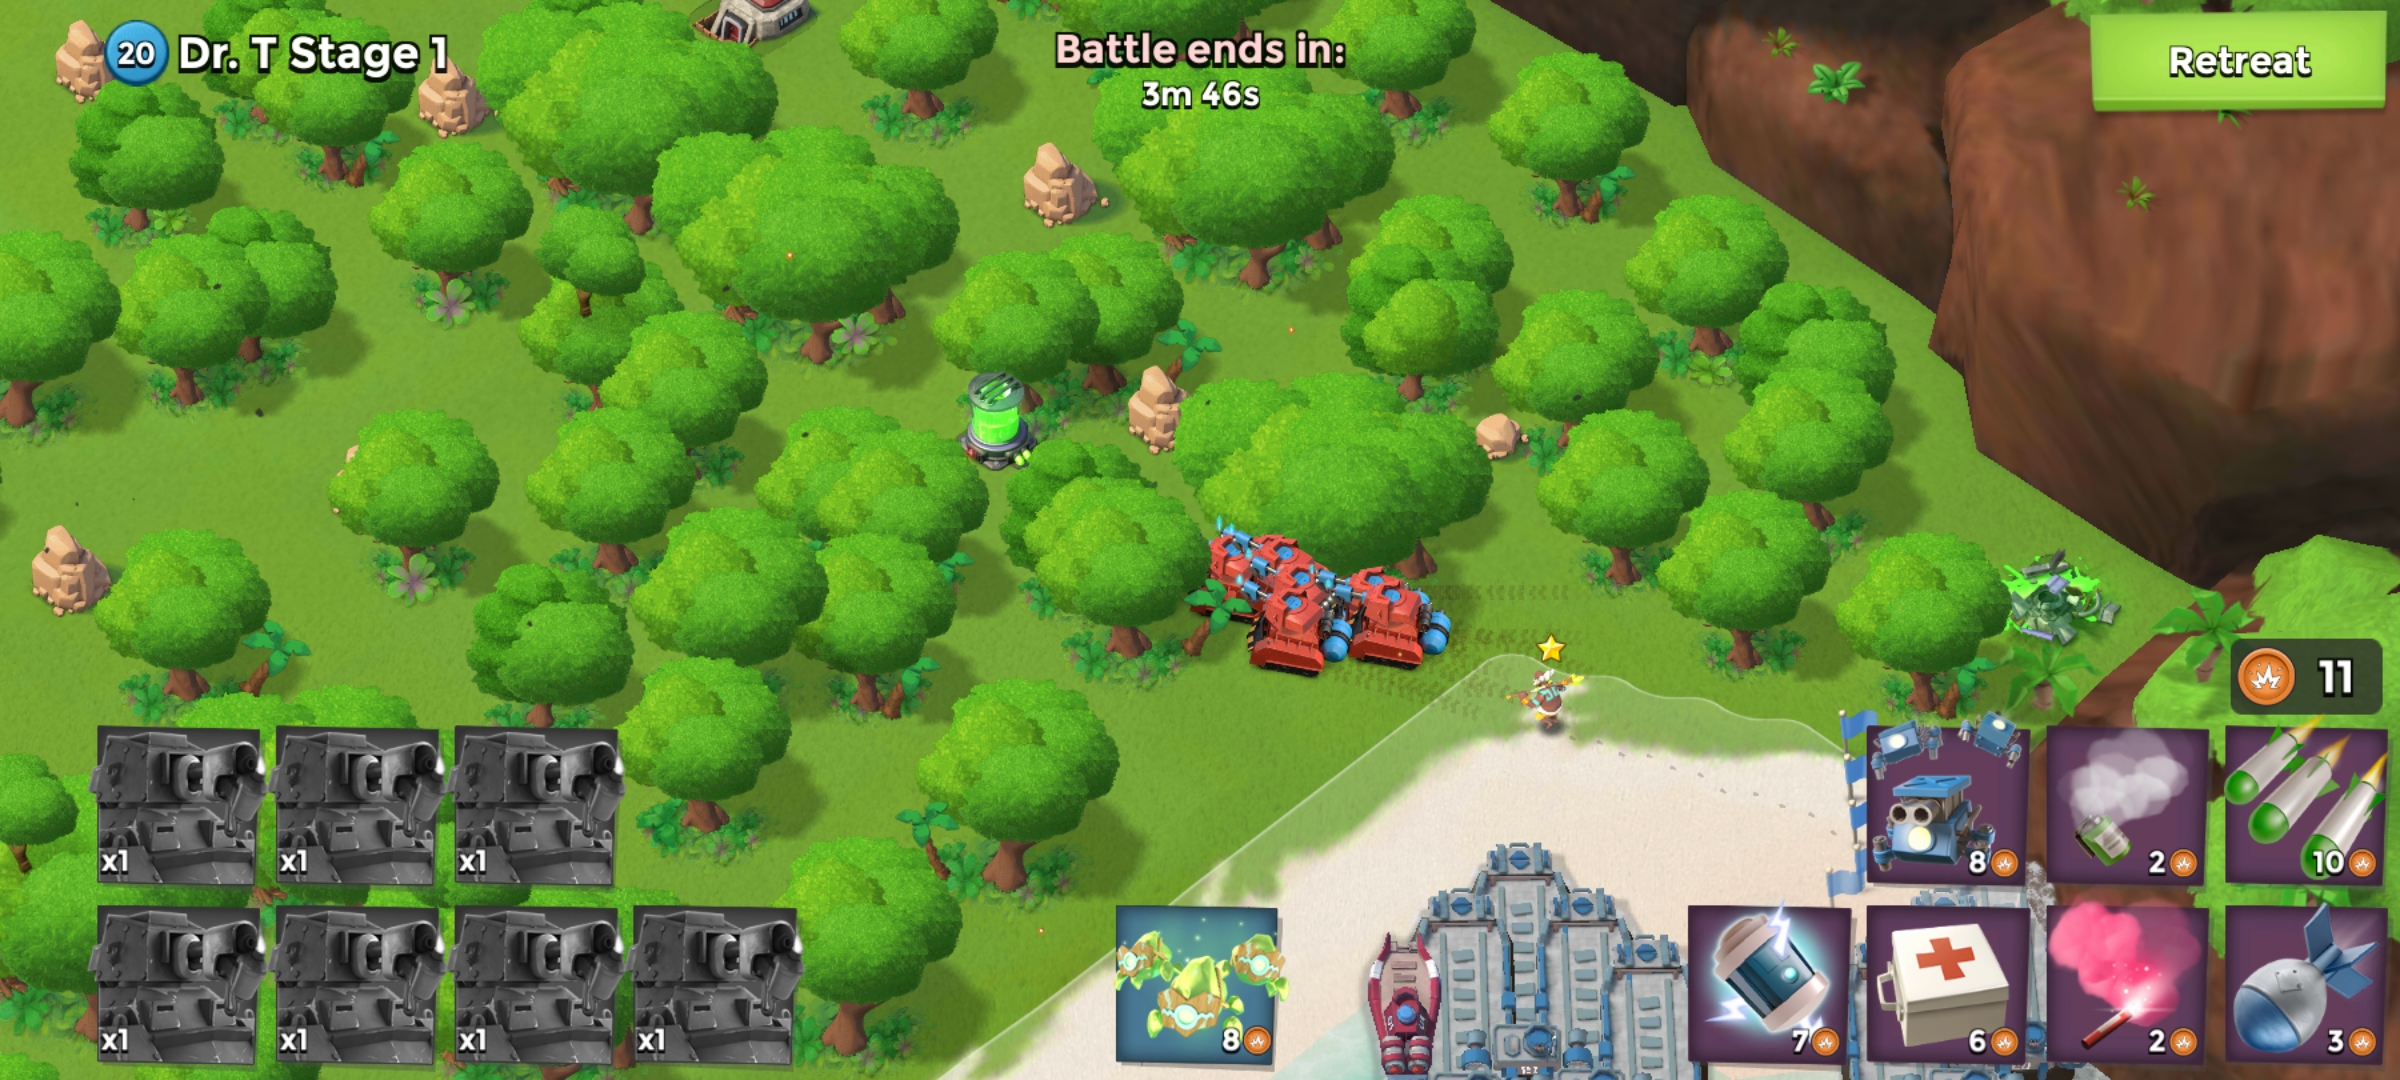 20 Dr. T Stage 1
Battle ends in:
3m 46s
Retreat
11
8
2
10
x1
x1
x1
x1
x1
x1
x1
8
7
6
2
3